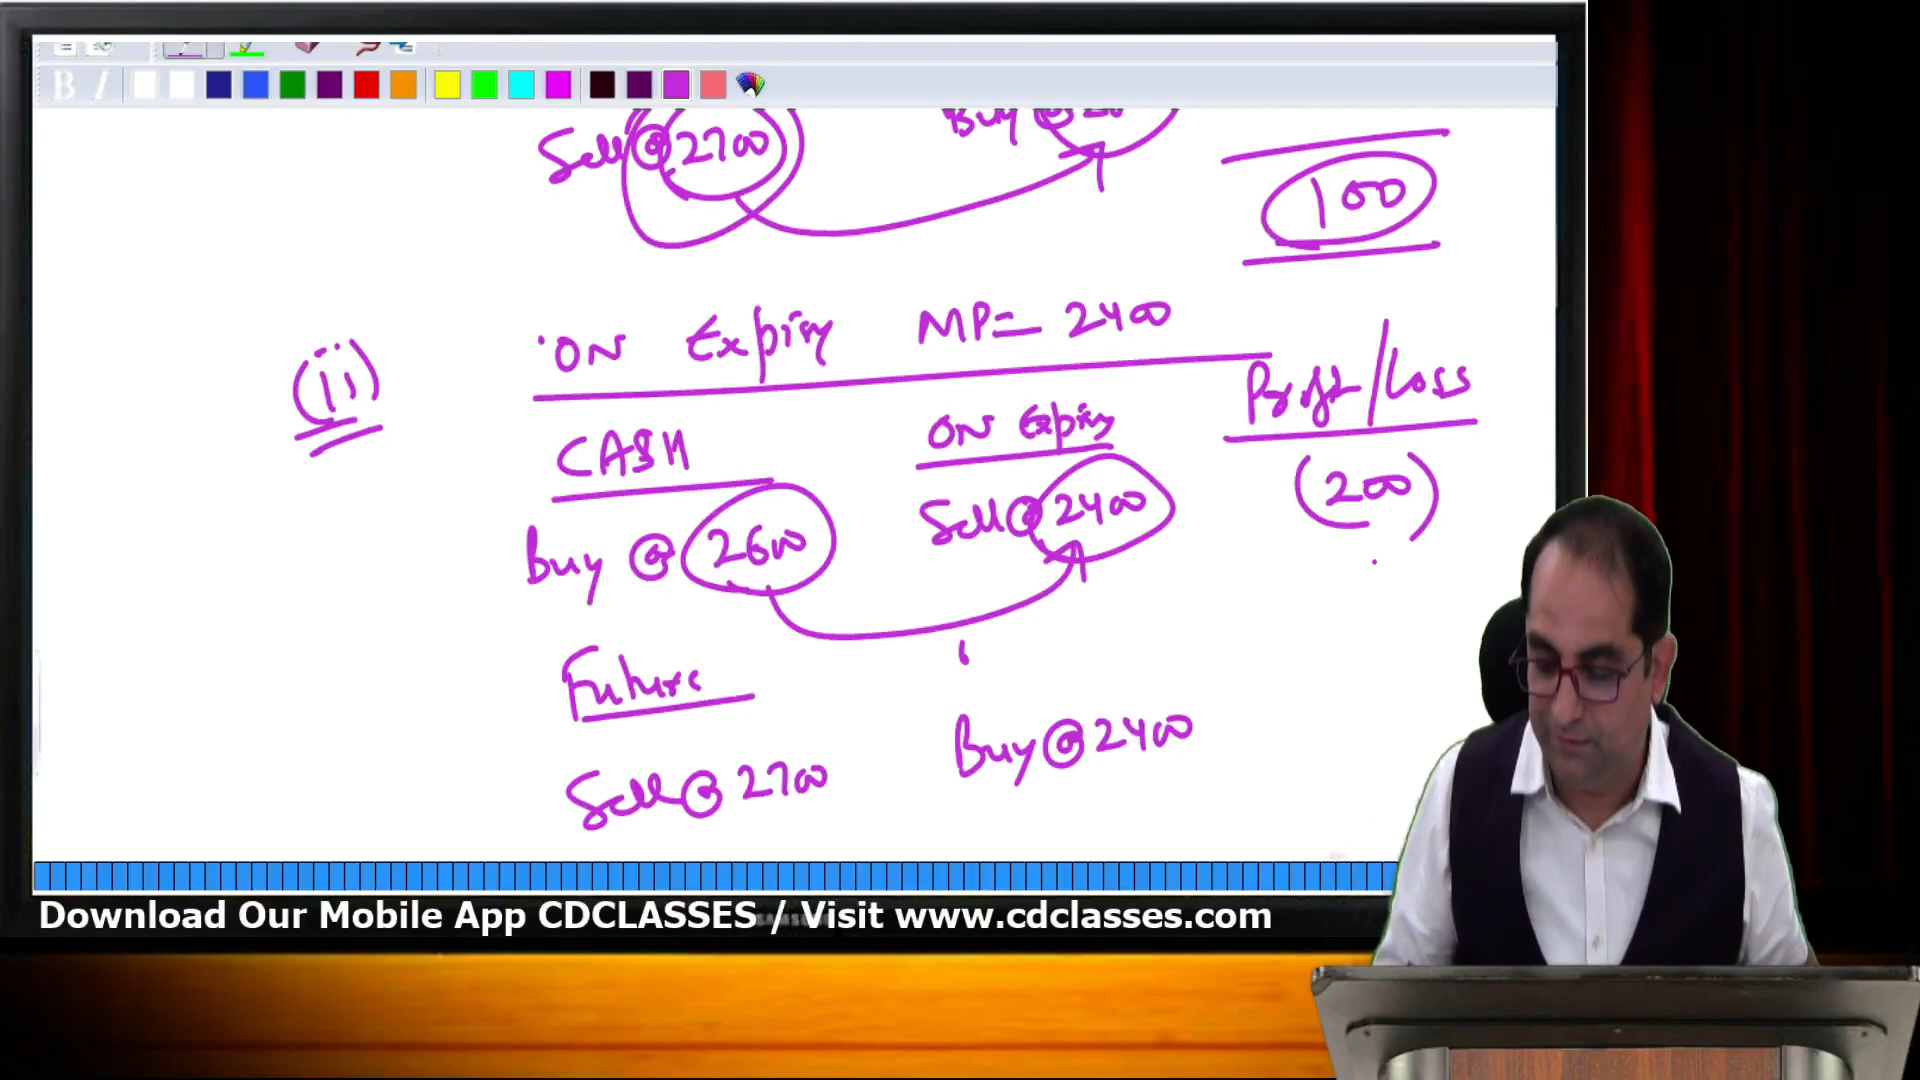 B I
Sell @ 2700
Buy @
100
(ii)
ON Expiry MP= 2400
Profit/Loss
CASH
ON Expiry
Buy @ 2600
Sell @ 2400
(200)
Future
Sell @ 2700
Buy @ 2400
Download Our Mobile App CDCLASSES / Visit www.cdclasses.com